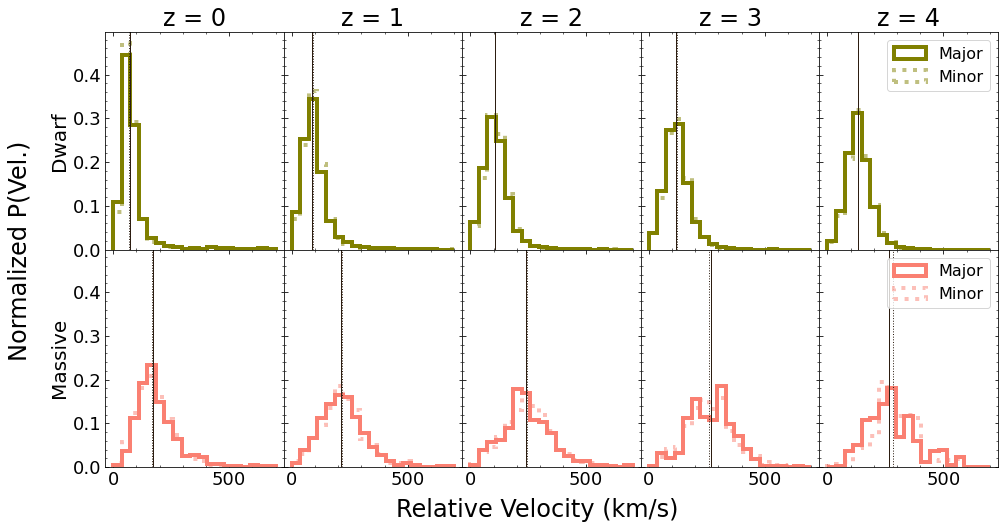 z = 0 z = 1 z = 2 z = 3 z = 4
Normalized P(Vel.)
Dwarf
0.4
0.3
0.2
0.1
0.0
Major
Minor
Massive
0.4
0.3
0.2
0.1
0.0
Major
Minor
0 500 0 500 0 500 0 500 0 500
Relative Velocity (km/s)